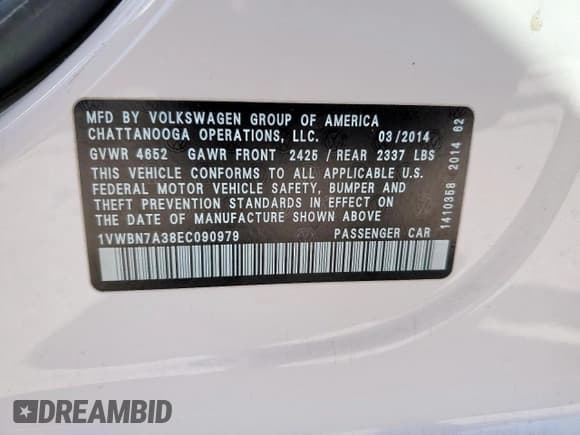 MFD BY VOLKSWAGEN GROUP OF AMERICA
CHATTANOOGA OPERATIONS, LLC. 03/2014
GVWR 4652 GAWR FRONT 2425 / REAR 2337 LBS
THIS VEHICLE CONFORMS TO ALL APPLICABLE U.S.
FEDERAL MOTOR VEHICLE SAFETY, BUMPER AND
THEFT PREVENTION STANDARDS IN EFFECT ON
THE DATE OF MANUFACTURE SHOWN ABOVE
1VWBN7A38EC090979 PASSENGER CAR
1410358 2014 62
DREAMBID